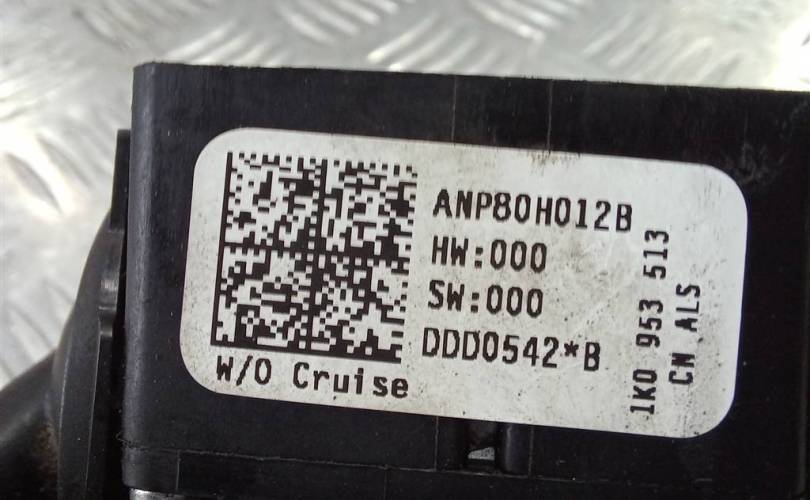 ANP80H012B
HW:000
SW:000
DDD0542*B
W/O Cruise
1K0 953 513
CN ALS